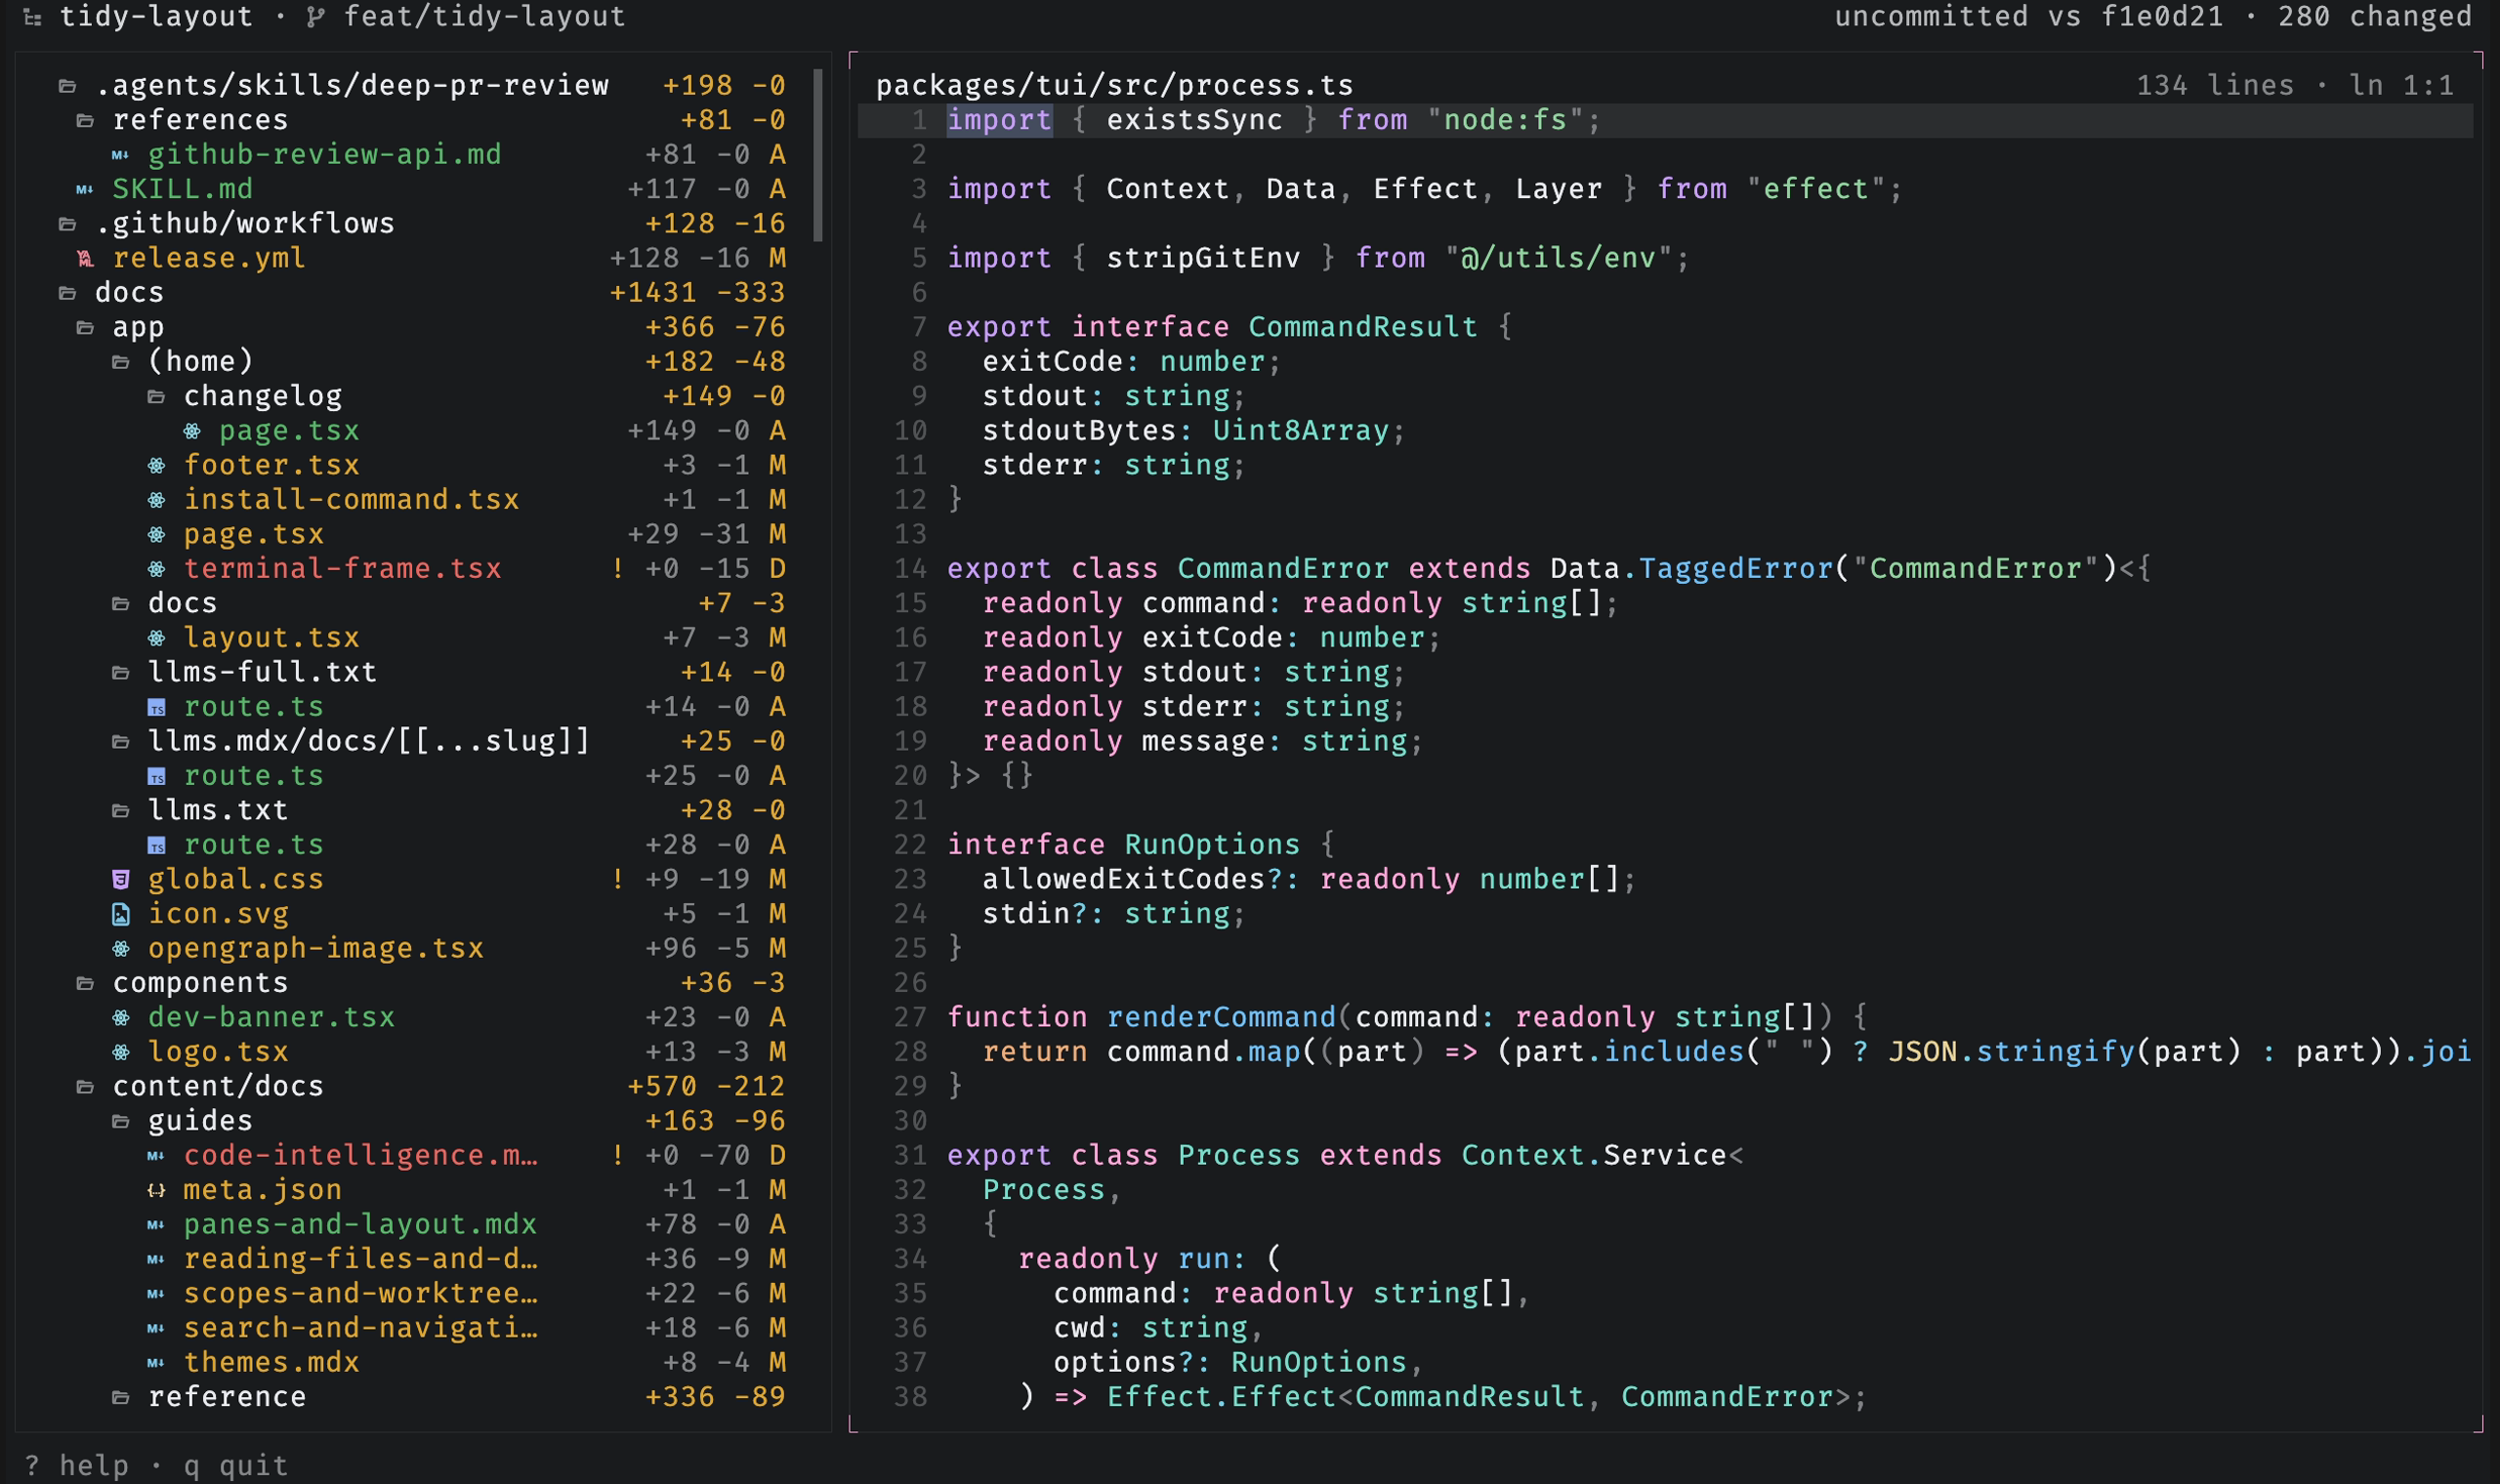 tidy-layout · feat/tidy-layout
uncommitted vs f1e0d21 · 280 changed
.agents/skills/deep-pr-review +198 -0
references +81 -0
github-review-api.md +81 -0 A
SKILL.md +117 -0 A
.github/workflows +128 -16
release.yml +128 -16 M
docs +1431 -333
app +366 -76
(home) +182 -48
changelog +149 -0
page.tsx +149 -0 A
footer.tsx +3 -1 M
install-command.tsx +1 -1 M
page.tsx +29 -31 M
terminal-frame.tsx ! +0 -15 D
docs +7 -3
layout.tsx +7 -3 M
llms-full.txt +14 -0
route.ts +14 -0 A
llms.mdx/docs/[[...slug]] +25 -0
route.ts +25 -0 A
llms.txt +28 -0
route.ts +28 -0 A
global.css ! +9 -19 M
icon.svg +5 -1 M
opengraph-image.tsx +96 -5 M
components +36 -3
dev-banner.tsx +23 -0 A
logo.tsx +13 -3 M
content/docs +570 -212
guides +163 -96
code-intelligence.m… ! +0 -70 D
meta.json +1 -1 M
panes-and-layout.mdx +78 -0 A
reading-files-and-d… +36 -9 M
scopes-and-worktree… +22 -6 M
search-and-navigati… +18 -6 M
themes.mdx +8 -4 M
reference +336 -89
packages/tui/src/process.ts 134 lines · ln 1:1
1 import { existsSync } from "node:fs";
2
3 import { Context, Data, Effect, Layer } from "effect";
4
5 import { stripGitEnv } from "@/utils/env";
6
7 export interface CommandResult {
8   exitCode: number;
9   stdout: string;
10   stdoutBytes: Uint8Array;
11   stderr: string;
12 }
13
14 export class CommandError extends Data.TaggedError("CommandError")<{
15   readonly command: readonly string[];
16   readonly exitCode: number;
17   readonly stdout: string;
18   readonly stderr: string;
19   readonly message: string;
20 }> {}
21
22 interface RunOptions {
23   allowedExitCodes?: readonly number[];
24   stdin?: string;
25 }
26
27 function renderCommand(command: readonly string[]) {
28   return command.map((part) => (part.includes(" ") ? JSON.stringify(part) : part)).joi
29 }
30
31 export class Process extends Context.Service<
32   Process,
33   {
34     readonly run: (
35       command: readonly string[],
36       cwd: string,
37       options?: RunOptions,
38     ) => Effect.Effect<CommandResult, CommandError>;
? help · q quit